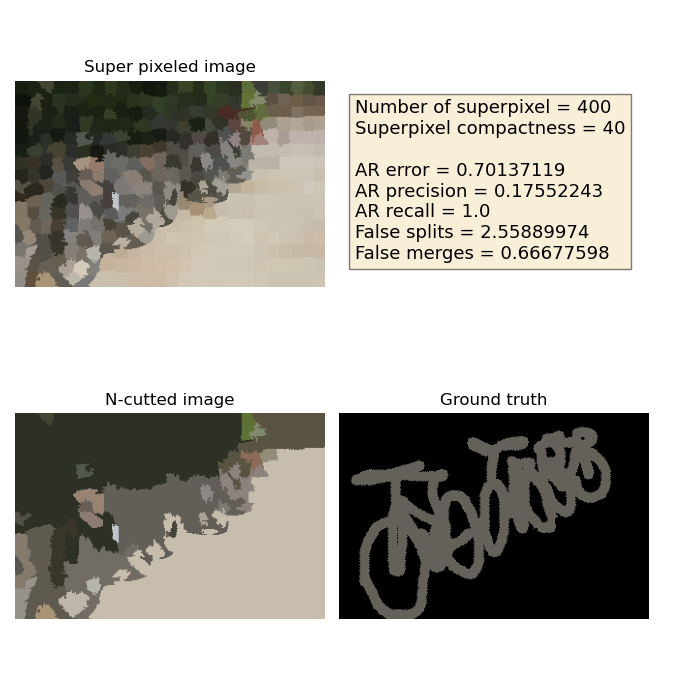 Super pixeled image
Number of superpixel = 400
Superpixel compactness = 40
AR error = 0.70137119
AR precision = 0.17552243
AR recall = 1.0
False splits = 2.55889974
False merges = 0.66677598
N-cutted image
Ground truth